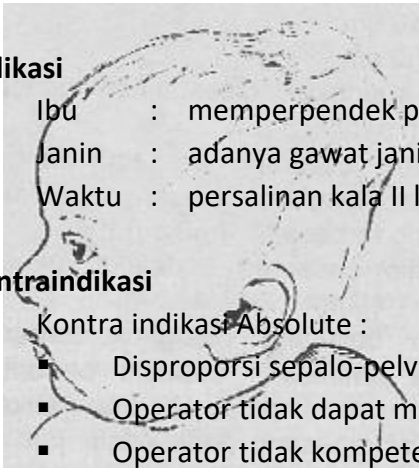 dikasi
Ibu : memperpendek p
Janin : adanya gawat jani
Waktu : persalinan kala II l
ntraindikasi
Kontra indikasi Absolute :
▪ Disproporsi sepalo-pelv
▪ Operator tidak dapat m
▪ Operator tidak kompete